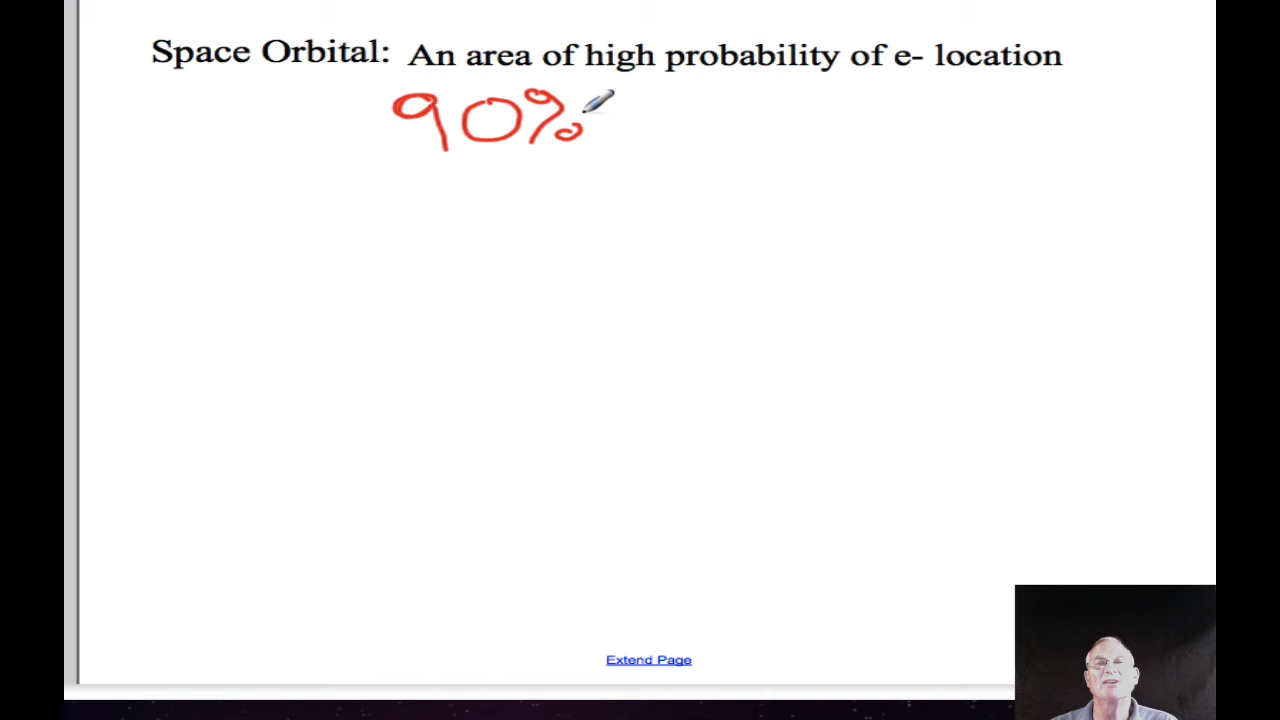 Space Orbital: An area of high probability of e- location
90%
Extend Page